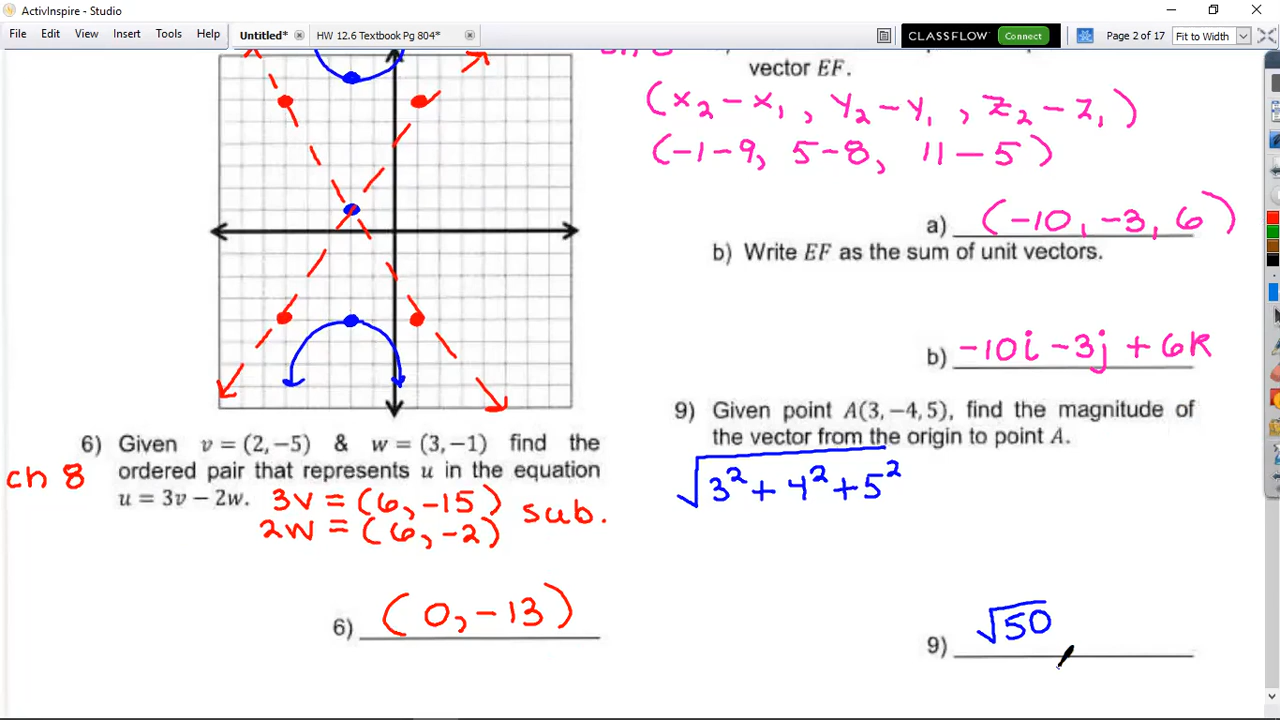 ActivInspire - Studio
File Edit View Insert Tools Help Untitled* HW 12.6 Textbook Pg 804* CLASSFLOW Connect Fit to Width Page 2 of 17
6) Given v = (2, −5) & w = (3, −1) find the
ordered pair that represents u in the equation
u = 3v − 2w.
ch 8
3V = (6, -15) sub.
2W = (6, -2)
6) (0, -13)
vector EF.
(x₂ - x₁, y₂ - y₁, z₂ - z₁)
(-1-9, 5-8, 11-5)
a) (-10, -3, 6)
b) Write EF as the sum of unit vectors.
b) -10i -3j + 6k
9) Given point A(3, −4, 5), find the magnitude of
the vector from the origin to point A.
√3² + 4² + 5²
9) √50